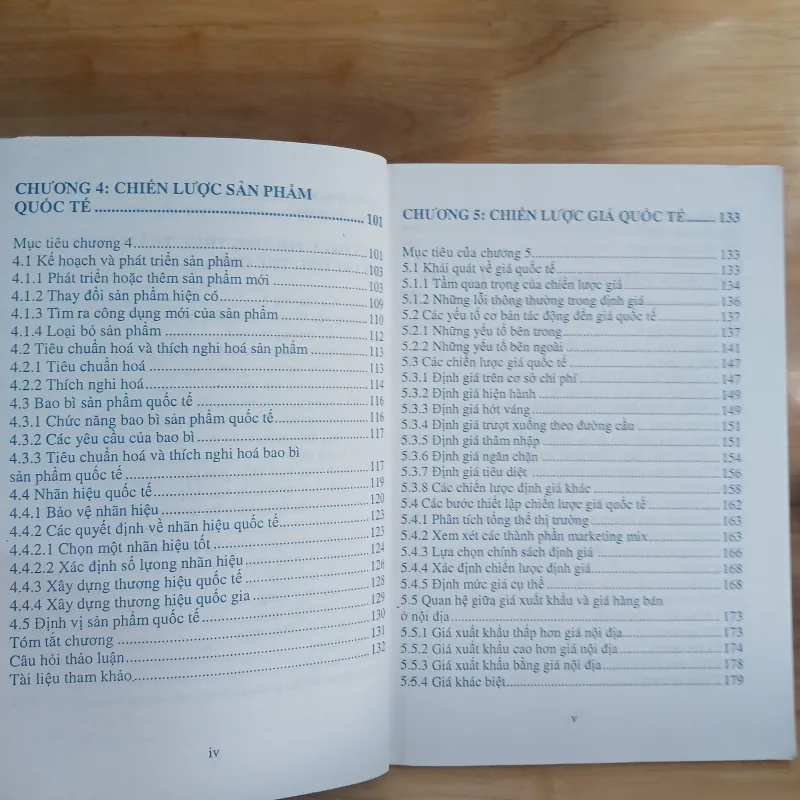 CHƯƠNG 4: CHIẾN LƯỢC SẢN PHẨM
QUỐC TẾ ........ 101
Mục tiêu chương 4 ........ 101
4.1 Kế hoạch và phát triển sản phẩm ........ 103
4.1.1 Phát triển hoặc thêm sản phẩm mới ........ 103
4.1.2 Thay đổi sản phẩm hiện có ........ 109
4.1.3 Tìm ra công dụng mới của sản phẩm ........ 110
4.1.4 Loại bỏ sản phẩm ........ 112
4.2 Tiêu chuẩn hoá và thích nghi hoá sản phẩm ........ 113
4.2.1 Tiêu chuẩn hoá ........ 113
4.2.2 Thích nghi hoá ........ 114
4.3 Bao bì sản phẩm quốc tế ........ 116
4.3.1 Chức năng bao bì sản phẩm quốc tế ........ 116
4.3.2 Các yêu cầu của bao bì ........ 117
4.3.3 Tiêu chuẩn hoá và thích nghi hoá bao bì
sản phẩm quốc tế ........ 117
4.4 Nhãn hiệu quốc tế ........ 119
4.4.1 Bảo vệ nhãn hiệu ........ 120
4.4.2 Các quyết định về nhãn hiệu quốc tế ........ 123
4.4.2.1 Chọn một nhãn hiệu tốt ........ 123
4.4.2.2 Xác định số lựong nhãn hiệu ........ 124
4.4.3 Xây dựng thương hiệu quốc tế ........ 126
4.4.4 Xây dựng thương hiệu quốc gia ........ 128
4.5 Định vị sản phẩm quốc tế ........ 129
Tóm tắt chương ........ 130
Câu hỏi thảo luận ........ 131
Tài liệu tham khảo ........ 132
iv
CHƯƠNG 5: CHIẾN LƯỢC GIÁ QUỐC TẾ ........ 133
Mục tiêu của chương 5 ........ 133
5.1 Khái quát về giá quốc tế ........ 133
5.1.1 Tầm quan trọng của chiến lược giá ........ 134
5.1.2 Những lỗi thông thường trong định giá ........ 136
5.2 Các yếu tố cơ bản tác động đến giá quốc tế ........ 137
5.2.1 Những yếu tố bên trong ........ 137
5.2.2 Những yếu tố bên ngoài ........ 141
5.3 Các chiến lược giá quốc tế ........ 147
5.3.1 Định giá trên cơ sở chi phí ........ 147
5.3.2 Định giá hiện hành ........ 149
5.3.3 Định giá hớt váng ........ 149
5.3.4 Định giá trượt xuống theo đường cầu ........ 151
5.3.5 Định giá thâm nhập ........ 151
5.3.6 Định giá ngăn chặn ........ 154
5.3.7 Định giá tiêu diệt ........ 156
5.3.8 Các chiến lược định giá khác ........ 158
5.4 Các bước thiết lập chiến lược giá quốc tế ........ 162
5.4.1 Phân tích tổng thể thị trường ........ 163
5.4.2 Xem xét các thành phần marketing mix ........ 163
5.4.3 Lựa chọn chính sách định giá ........ 166
5.4.4 Xác định chiến lược định giá ........ 168
5.4.5 Định mức giá cụ thể ........ 168
5.5 Quan hệ giữa giá xuất khẩu và giá hàng bán
ở nội địa ........ 173
5.5.1 Giá xuất khẩu thấp hơn giá nội địa ........ 173
5.5.2 Giá xuất khẩu cao hơn giá nội địa ........ 174
5.5.3 Giá xuất khẩu bằng giá nội địa ........ 178
5.5.4 Giá khác biệt ........ 179
v